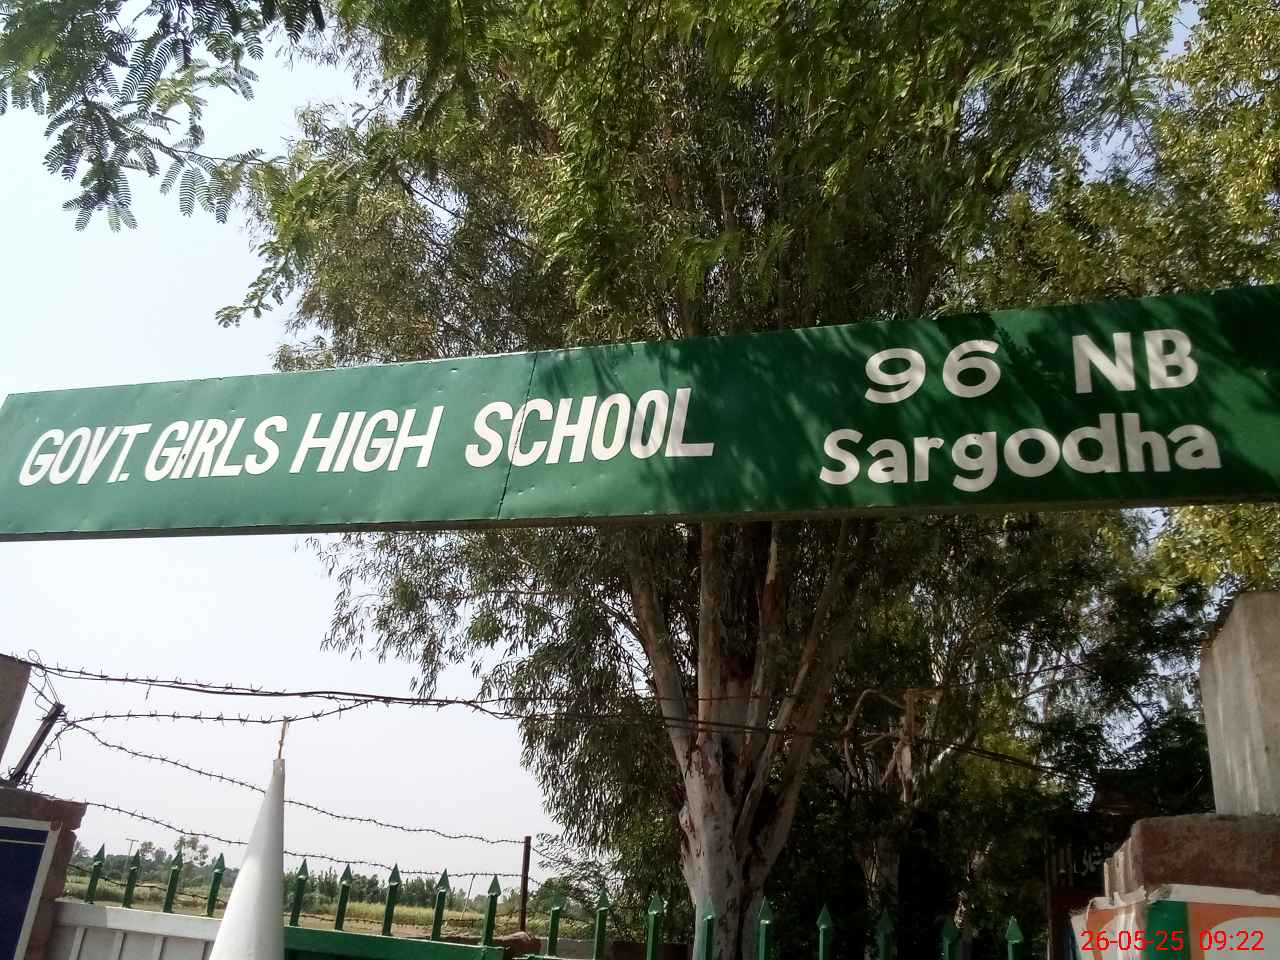 GOVT. GIRLS HIGH SCHOOL
96 NB
Sargodha
26-05-25 09:22